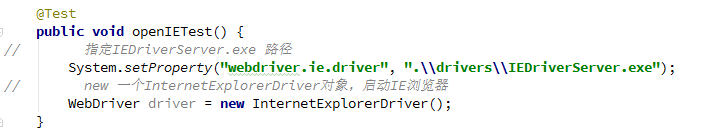 @Test
public void openIETest() {
//        指定IEDriverServer.exe 路径
    System.setProperty("webdriver.ie.driver", ".\\drivers\\IEDriverServer.exe");
//        new 一个InternetExplorerDriver对象，启动IE浏览器
    WebDriver driver = new InternetExplorerDriver();
}